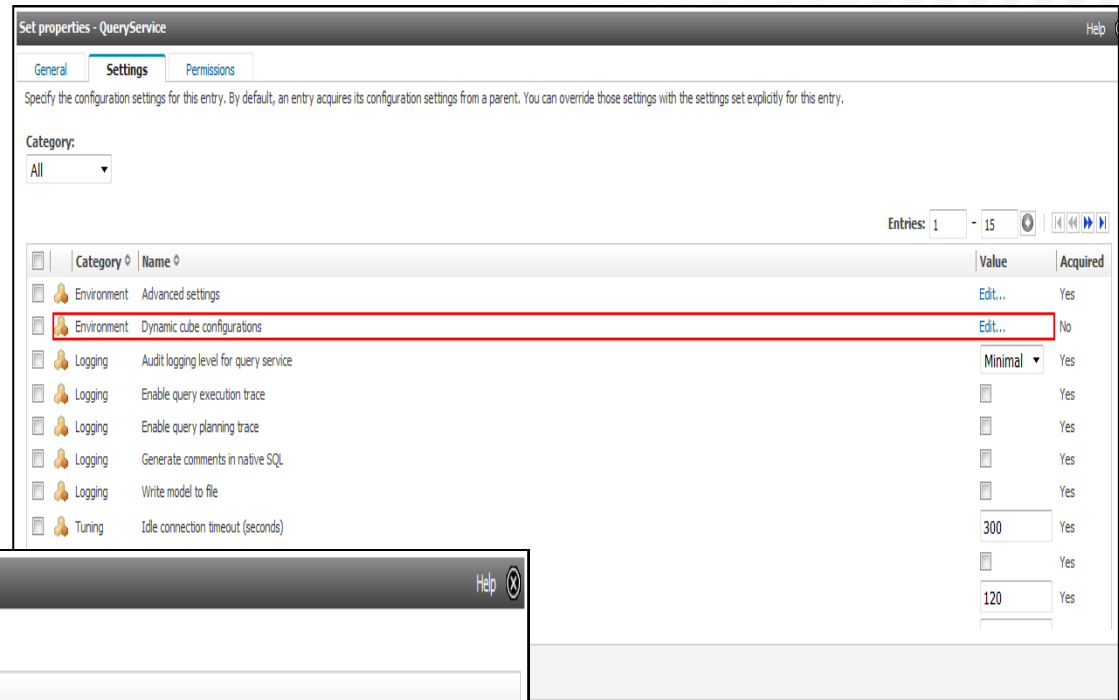 Set properties - QueryService Help
General Settings Permissions
Specify the configuration settings for this entry. By default, an entry acquires its configuration settings from a parent. You can override those settings with the settings set explicitly for this entry.
Category:
All
Entries: 1 - 15
Category Name Value Acquired
Environment Advanced settings Edit... Yes
Environment Dynamic cube configurations Edit... No
Logging Audit logging level for query service Minimal Yes
Logging Enable query execution trace Yes
Logging Enable query planning trace Yes
Logging Generate comments in native SQL Yes
Logging Write model to file Yes
Tuning Idle connection timeout (seconds) 300 Yes
Yes
Help
120 Yes